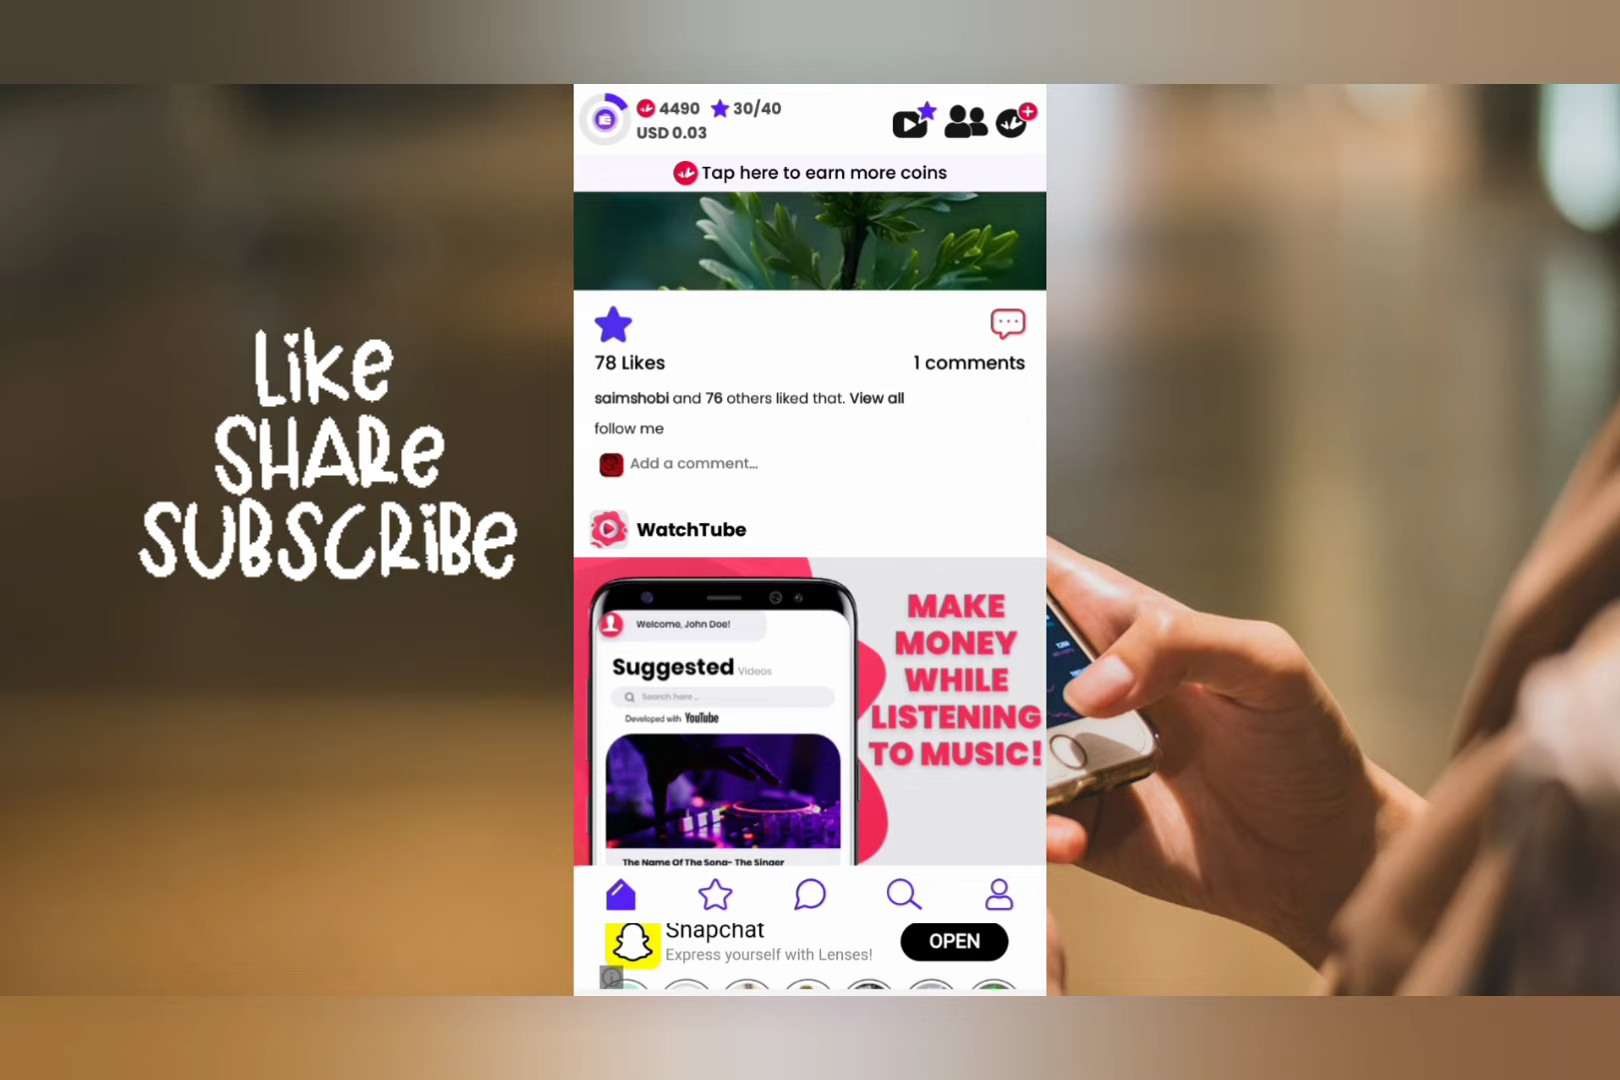 Like
SHARe
SUBSCRiBe
4490 30/40
USD 0.03
Tap here to earn more coins
78 Likes
1 comments
saimshobi and 76 others liked that. View all
follow me
Add a comment...
WatchTube
Welcome, John Doe!
Suggested Videos
Search here ..
Developed with YouTube
The Name Of The Song- The Singer
MAKE
MONEY
WHILE
LISTENING
TO MUSIC!
Snapchat
Express yourself with Lenses!
OPEN